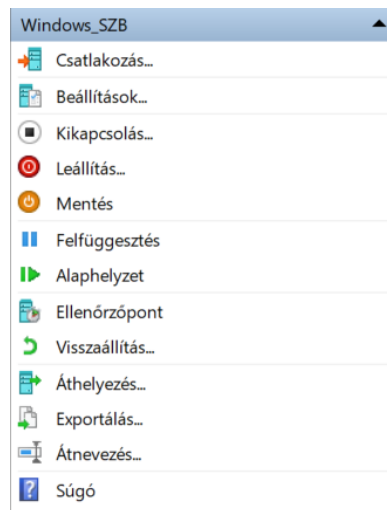 Windows_SZB
Csatlakozás...
Beállítások...
Kikapcsolás...
Leállítás...
Mentés
Felfüggesztés
Alaphelyzet
Ellenőrzőpont
Visszaállítás...
Áthelyezés...
Exportálás...
Átnevezés...
Súgó